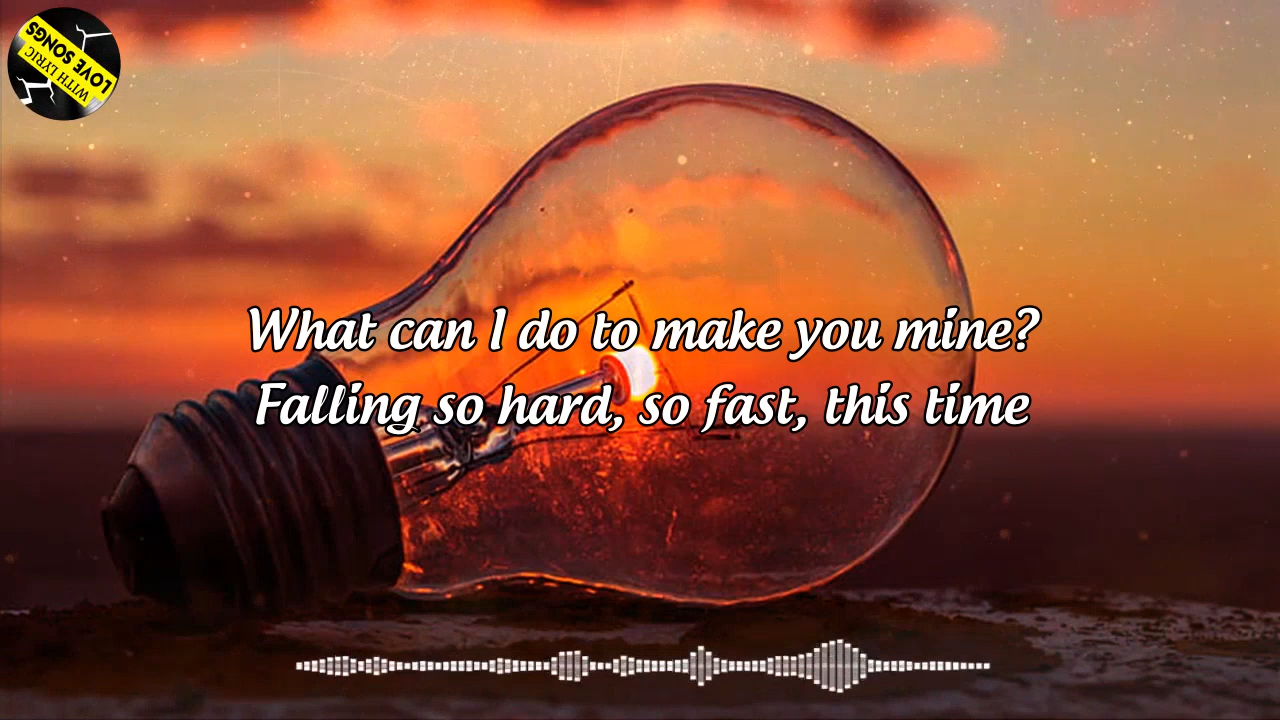 LOVE SONGS
WITH LYRIC
What can I do to make you mine?
Falling so hard, so fast, this time